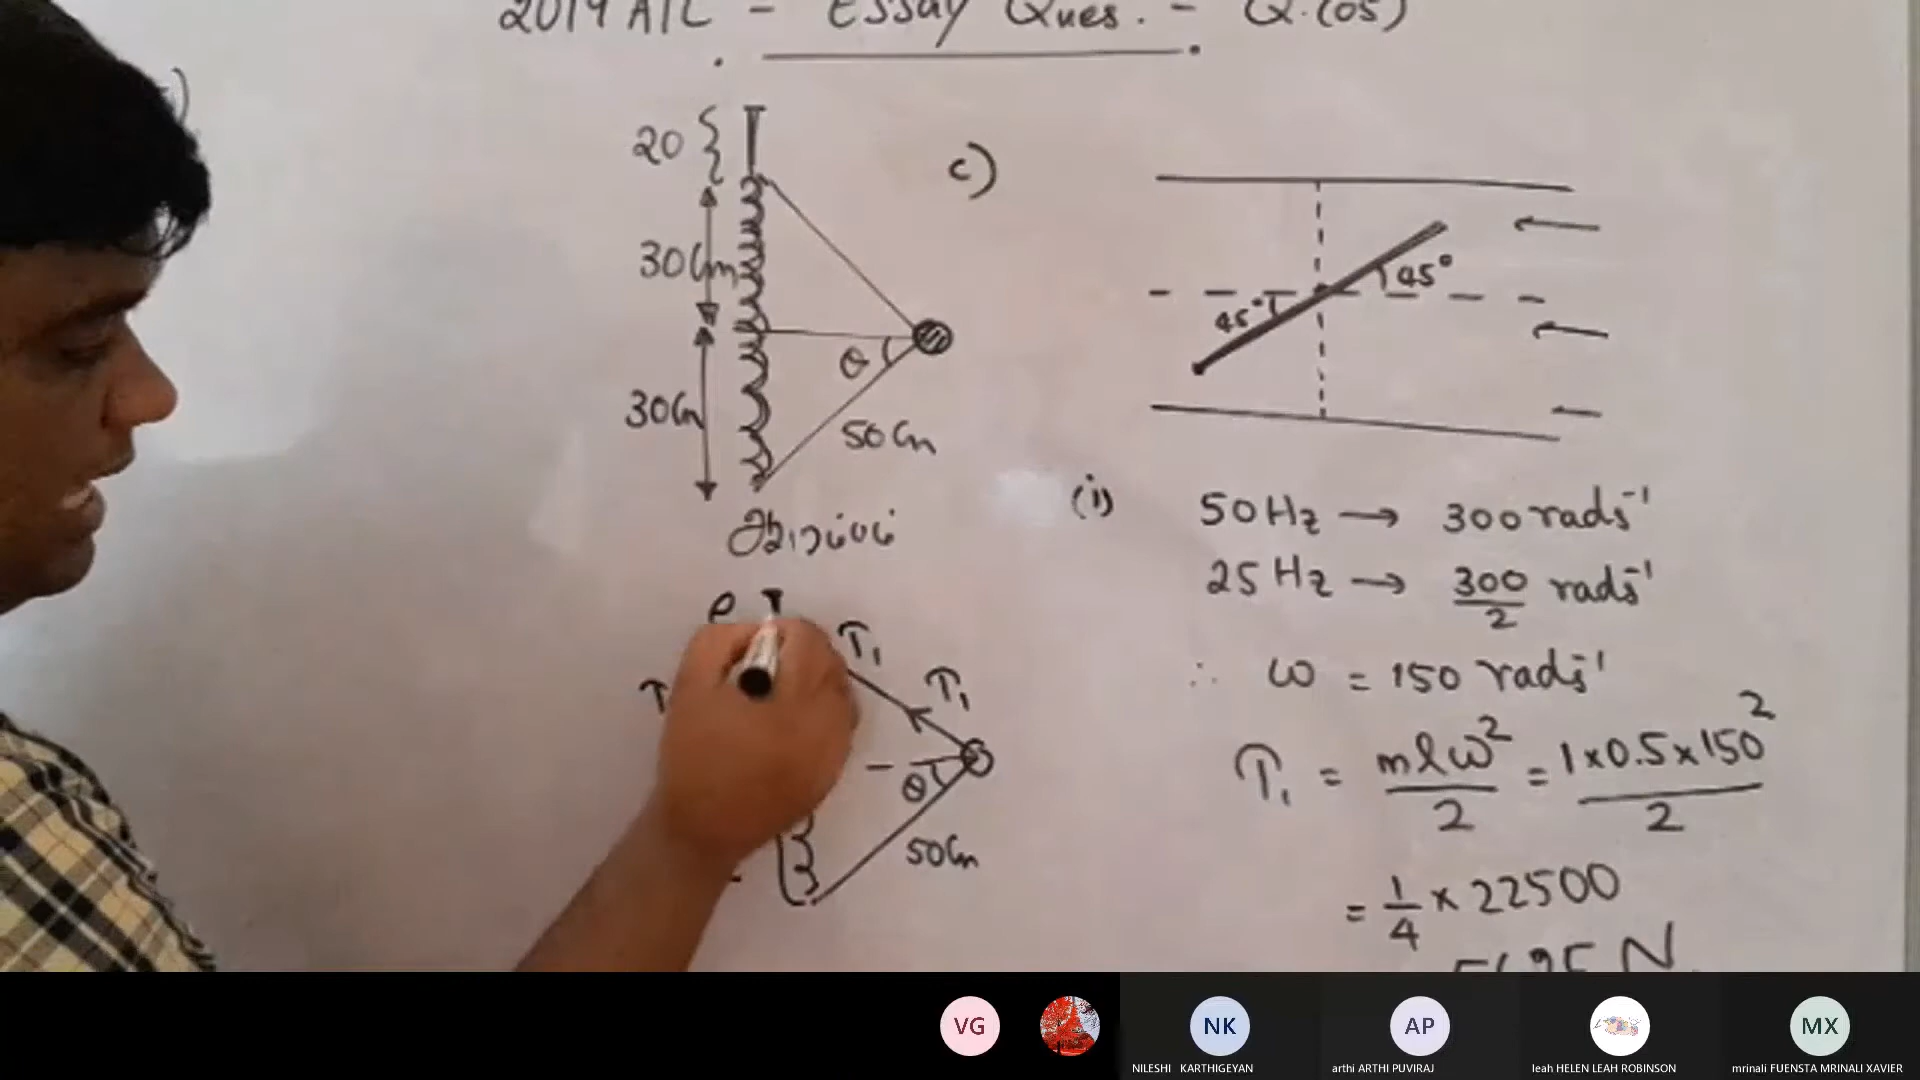 2019 A/L - Essay Ques. - Q.(05)
20
30Cm
30Cm
θ
50Cm
c)
45°
45°
e
T₁
T₁
θ
50Cm
(i) 50Hz → 300 rads⁻¹
25Hz → 300/2 rads⁻¹
∴ ω = 150 rads⁻¹
T₁ = mlω²/2 = 1×0.5×150²/2
= 1/4 × 22500
N
VG
NK
AP
MX
NILESHI KARTHIGEYAN
arthi ARTHI PUVIRAJ
leah HELEN LEAH ROBINSON
mrinali FUENSTA MRINALI XAVIER